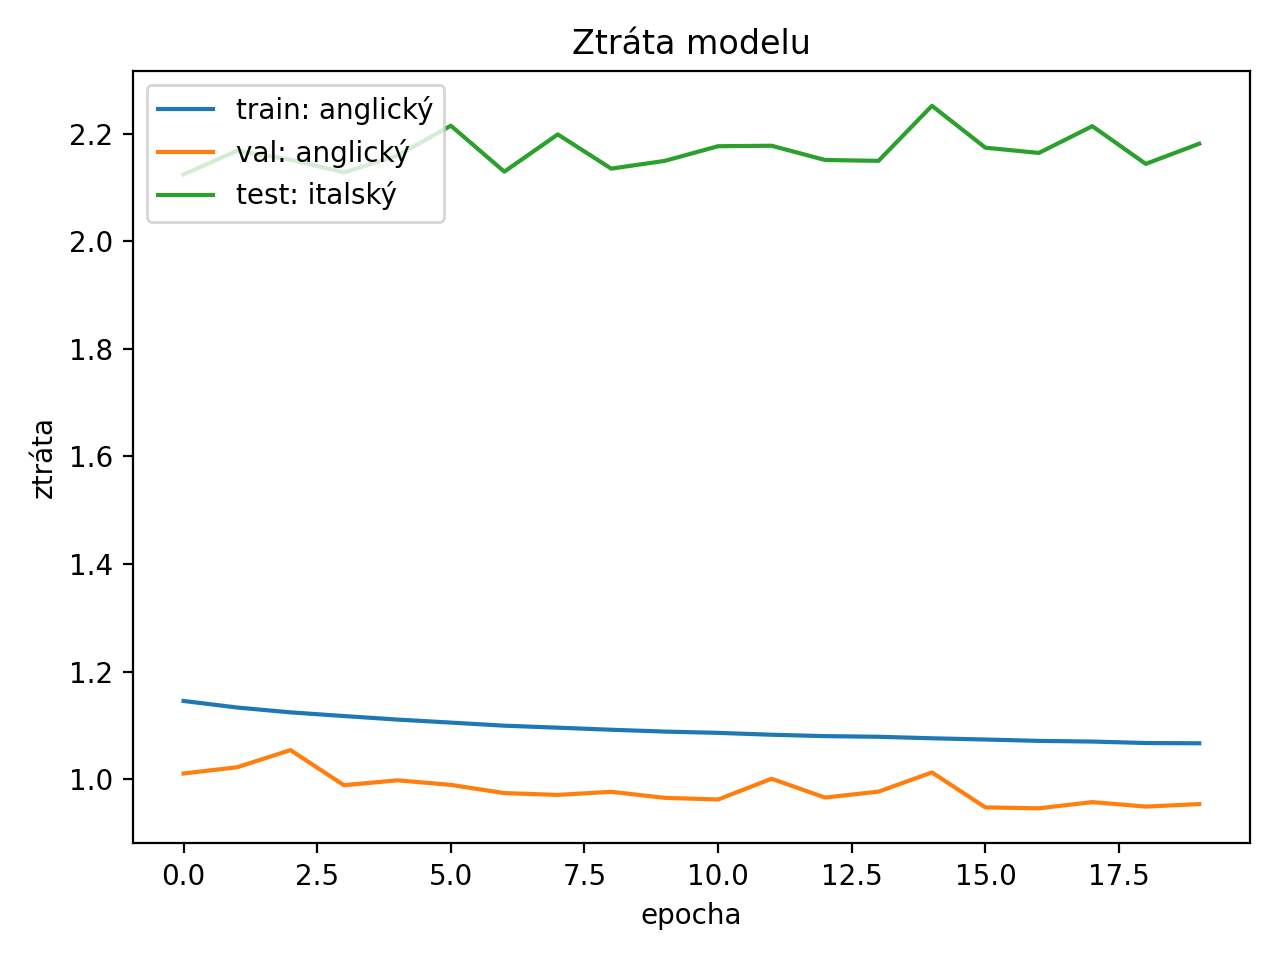 Ztráta modelu
train: anglický
val: anglický
test: italský
2.2
2.0
1.8
1.6
1.4
1.2
1.0
ztráta
0.0 2.5 5.0 7.5 10.0 12.5 15.0 17.5
epocha